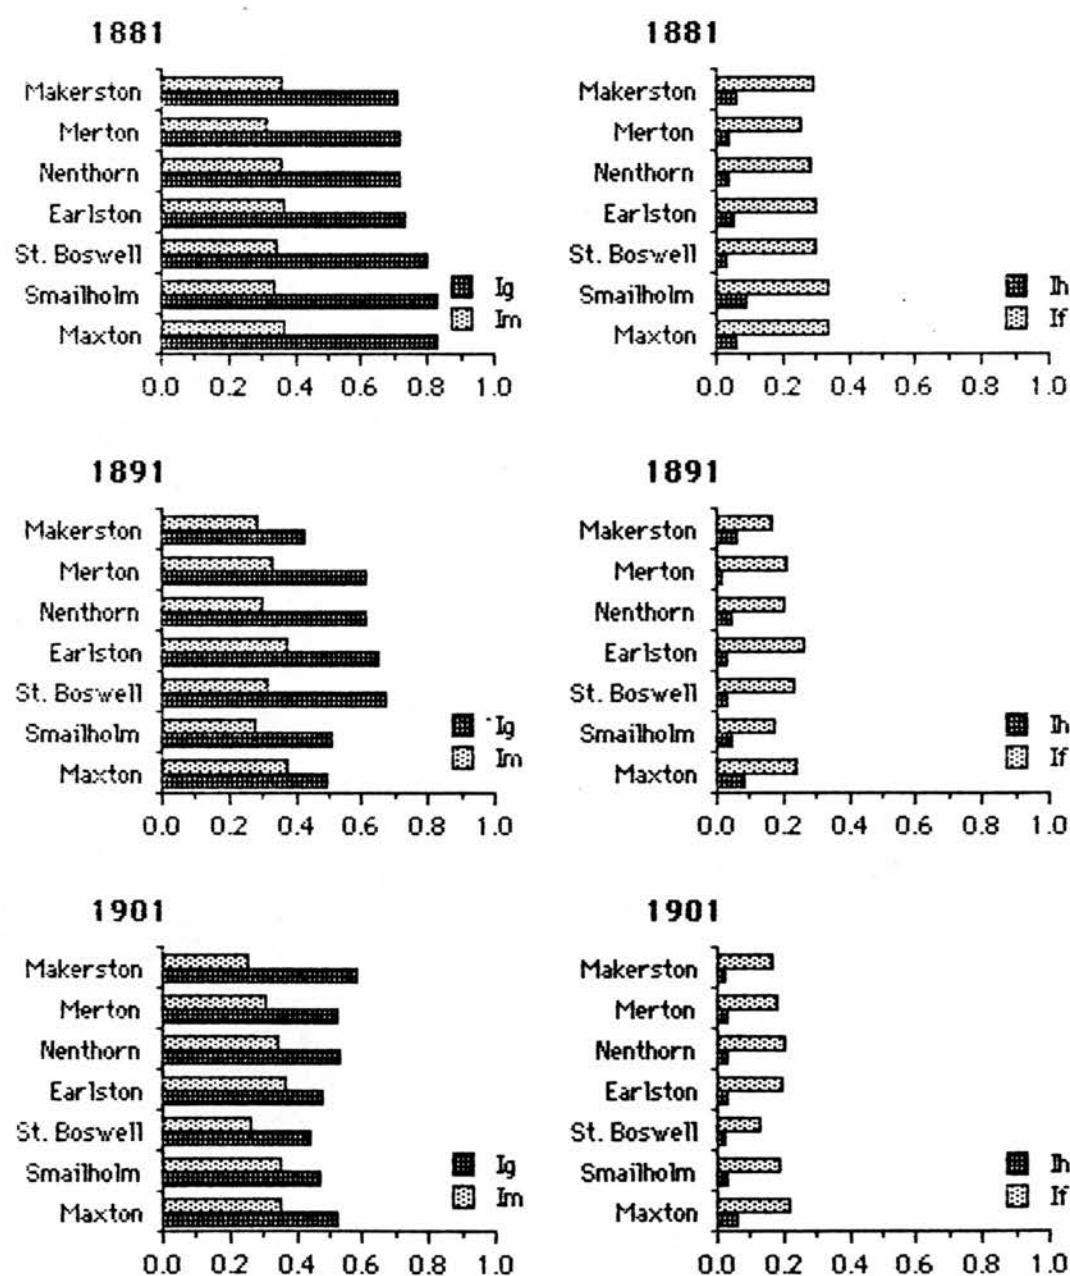 1881
Makerston
Merton
Nenthorn
Earlston
St. Boswell
Smailholm
Maxton
Ig
Im
0.0 0.2 0.4 0.6 0.8 1.0
1881
Makerston
Merton
Nenthorn
Earlston
St. Boswell
Smailholm
Maxton
Ih
If
0.0 0.2 0.4 0.6 0.8 1.0
1891
Makerston
Merton
Nenthorn
Earlston
St. Boswell
Smailholm
Maxton
Ig
Im
0.0 0.2 0.4 0.6 0.8 1.0
1891
Makerston
Merton
Nenthorn
Earlston
St. Boswell
Smailholm
Maxton
Ih
If
0.0 0.2 0.4 0.6 0.8 1.0
1901
Makerston
Merton
Nenthorn
Earlston
St. Boswell
Smailholm
Maxton
Ig
Im
0.0 0.2 0.4 0.6 0.8 1.0
1901
Makerston
Merton
Nenthorn
Earlston
St. Boswell
Smailholm
Maxton
Ih
If
0.0 0.2 0.4 0.6 0.8 1.0